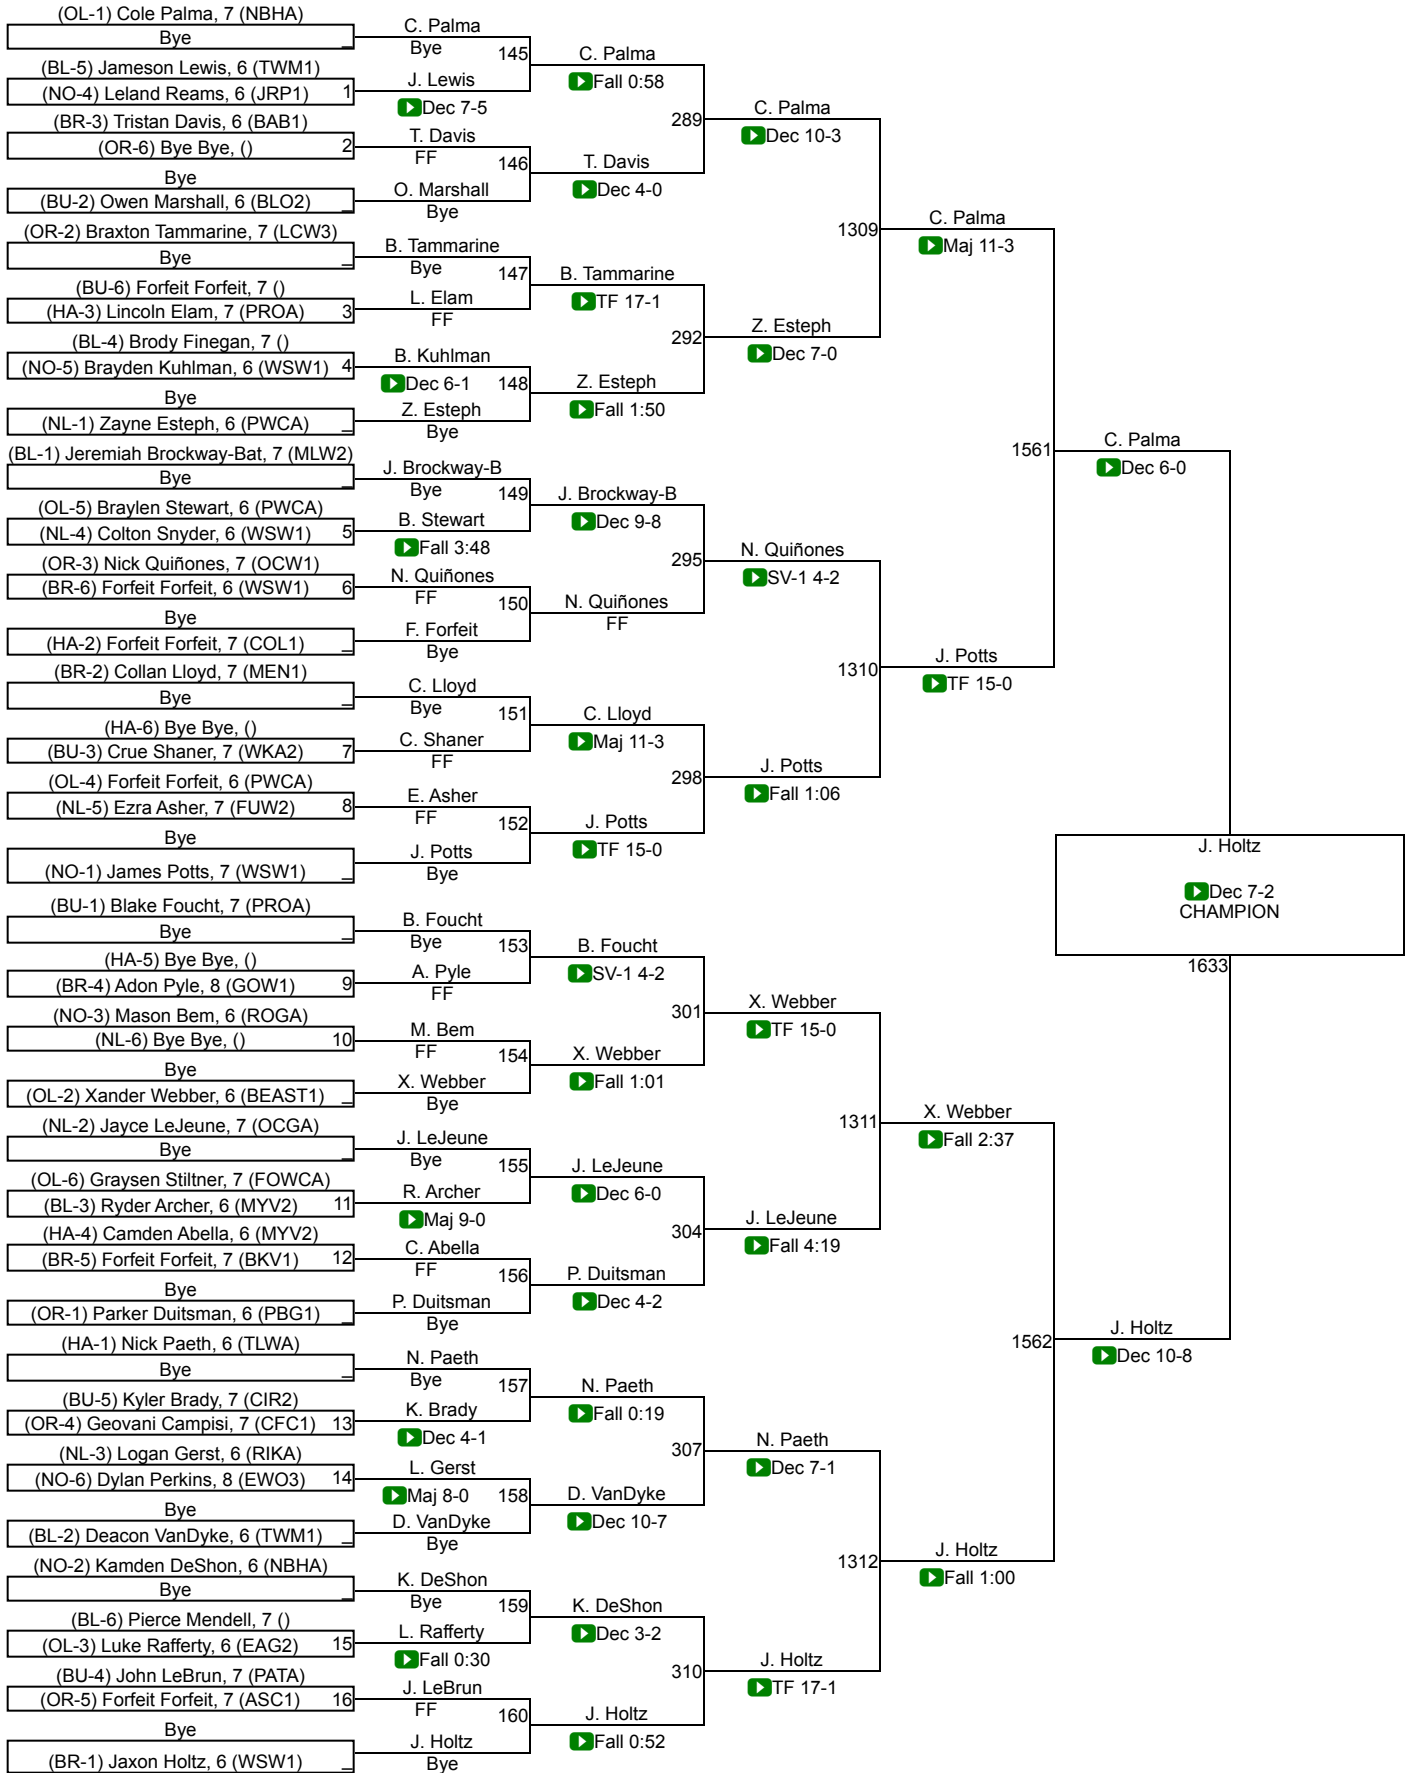 (OL-1) Cole Palma, 7 (NBHA)
Bye _
(BL-5) Jameson Lewis, 6 (TWM1)
(NO-4) Leland Reams, 6 (JRP1) 1
(BR-3) Tristan Davis, 6 (BAB1)
(OR-6) Bye Bye, () 2
Bye
(BU-2) Owen Marshall, 6 (BLO2) _
(OR-2) Braxton Tammarine, 7 (LCW3)
Bye _
(BU-6) Forfeit Forfeit, 7 ()
(HA-3) Lincoln Elam, 7 (PROA) 3
(BL-4) Brody Finegan, 7 ()
(NO-5) Brayden Kuhlman, 6 (WSW1) 4
Bye
(NL-1) Zayne Esteph, 6 (PWCA) _
(BL-1) Jeremiah Brockway-Bat, 7 (MLW2)
Bye _
(OL-5) Braylen Stewart, 6 (PWCA)
(NL-4) Colton Snyder, 6 (WSW1) 5
(OR-3) Nick Quiñones, 7 (OCW1)
(BR-6) Forfeit Forfeit, 6 (WSW1) 6
Bye
(HA-2) Forfeit Forfeit, 7 (COL1) _
(BR-2) Collan Lloyd, 7 (MEN1)
Bye _
(HA-6) Bye Bye, ()
(BU-3) Crue Shaner, 7 (WKA2) 7
(OL-4) Forfeit Forfeit, 6 (PWCA)
(NL-5) Ezra Asher, 7 (FUW2) 8
Bye
(NO-1) James Potts, 7 (WSW1) _
(BU-1) Blake Foucht, 7 (PROA)
Bye _
(HA-5) Bye Bye, ()
(BR-4) Adon Pyle, 8 (GOW1) 9
(NO-3) Mason Bem, 6 (ROGA)
(NL-6) Bye Bye, () 10
Bye
(OL-2) Xander Webber, 6 (BEAST1) _
(NL-2) Jayce LeJeune, 7 (OCGA)
Bye _
(OL-6) Graysen Stiltner, 7 (FOWCA)
(BL-3) Ryder Archer, 6 (MYV2) 11
(HA-4) Camden Abella, 6 (MYV2)
(BR-5) Forfeit Forfeit, 7 (BKV1) 12
Bye
(OR-1) Parker Duitsman, 6 (PBG1) _
(HA-1) Nick Paeth, 6 (TLWA)
Bye _
(BU-5) Kyler Brady, 7 (CIR2)
(OR-4) Geovani Campisi, 7 (CFC1) 13
(NL-3) Logan Gerst, 6 (RIKA)
(NO-6) Dylan Perkins, 8 (EWO3) 14
Bye
(BL-2) Deacon VanDyke, 6 (TWM1) _
(NO-2) Kamden DeShon, 6 (NBHA)
Bye _
(BL-6) Pierce Mendell, 7 ()
(OL-3) Luke Rafferty, 6 (EAG2) 15
(BU-4) John LeBrun, 7 (PATA)
(OR-5) Forfeit Forfeit, 7 (ASC1) 16
Bye
(BR-1) Jaxon Holtz, 6 (WSW1) _
C. Palma
Bye 145
J. Lewis
Dec 7-5
T. Davis
FF 146
O. Marshall
Bye
B. Tammarine
Bye 147
L. Elam
FF
B. Kuhlman
Dec 6-1 148
Z. Esteph
Bye
J. Brockway-B
Bye 149
B. Stewart
Fall 3:48
N. Quiñones
FF 150
F. Forfeit
Bye
C. Lloyd
Bye 151
C. Shaner
FF
E. Asher
FF 152
J. Potts
Bye
B. Foucht
Bye 153
A. Pyle
FF
M. Bem
FF 154
X. Webber
Bye
J. LeJeune
Bye 155
R. Archer
Maj 9-0
C. Abella
FF 156
P. Duitsman
Bye
N. Paeth
Bye 157
K. Brady
Dec 4-1
L. Gerst
Maj 8-0 158
D. VanDyke
Bye
K. DeShon
Bye 159
L. Rafferty
Fall 0:30
J. LeBrun
FF 160
J. Holtz
Bye
C. Palma
Fall 0:58
289
T. Davis
Dec 4-0
B. Tammarine
TF 17-1
292
Z. Esteph
Fall 1:50
J. Brockway-B
Dec 9-8
295
N. Quiñones
FF
C. Lloyd
Maj 11-3
298
J. Potts
TF 15-0
B. Foucht
SV-1 4-2
301
X. Webber
Fall 1:01
J. LeJeune
Dec 6-0
304
P. Duitsman
Dec 4-2
N. Paeth
Fall 0:19
307
D. VanDyke
Dec 10-7
K. DeShon
Dec 3-2
310
J. Holtz
Fall 0:52
C. Palma
Dec 10-3
1309
Z. Esteph
Dec 7-0
N. Quiñones
SV-1 4-2
1310
J. Potts
Fall 1:06
X. Webber
TF 15-0
1311
J. LeJeune
Fall 4:19
N. Paeth
Dec 7-1
1312
J. Holtz
TF 17-1
C. Palma
Maj 11-3
1561
J. Potts
TF 15-0
X. Webber
Fall 2:37
1562
J. Holtz
Fall 1:00
C. Palma
Dec 6-0
J. Holtz
Dec 10-8
J. Holtz
Dec 7-2
CHAMPION
1633